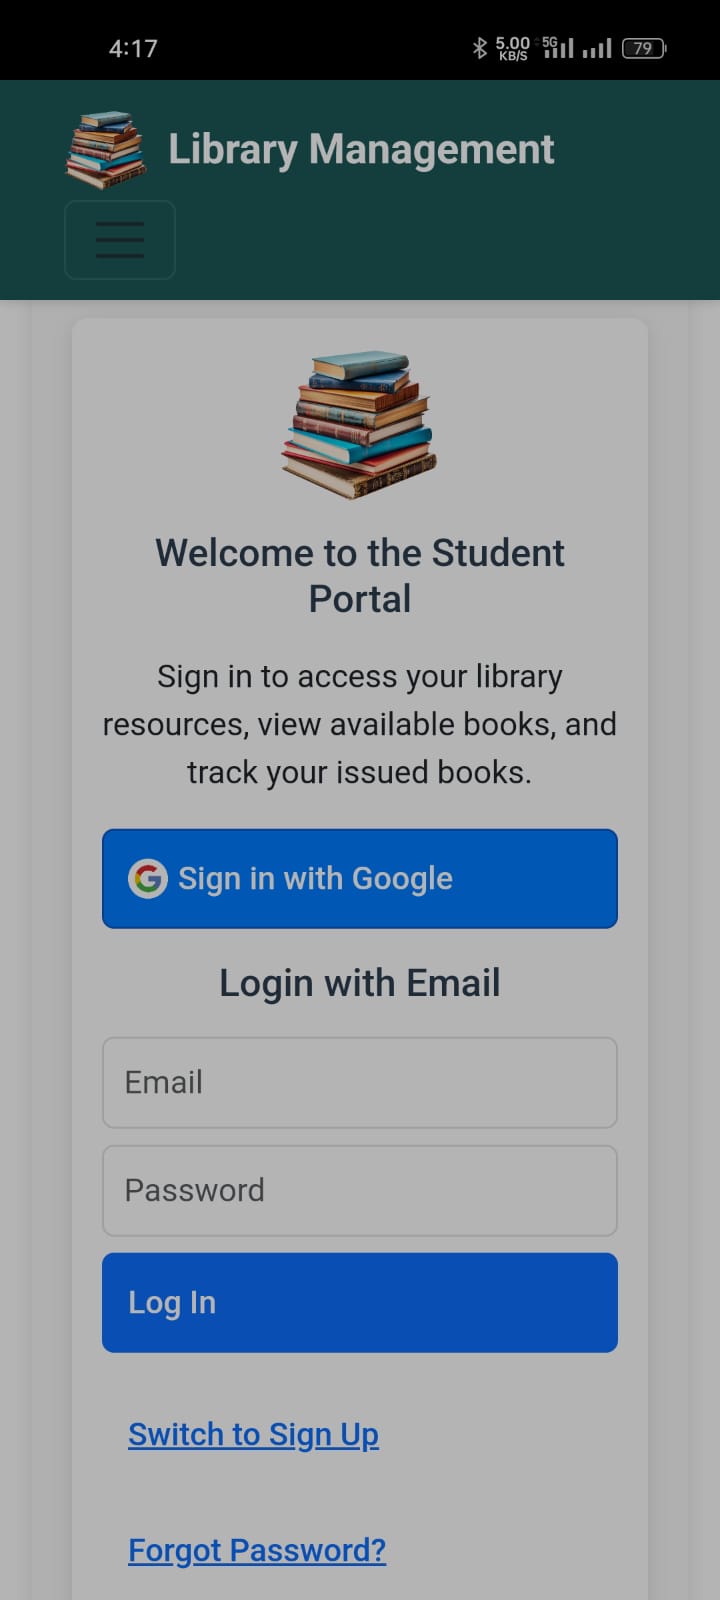 4:17
5.00 KB/S 5G 79
Library Management
Welcome to the Student
Portal
Sign in to access your library
resources, view available books, and
track your issued books.
Sign in with Google
Login with Email
Email
Password
Log In
Switch to Sign Up
Forgot Password?